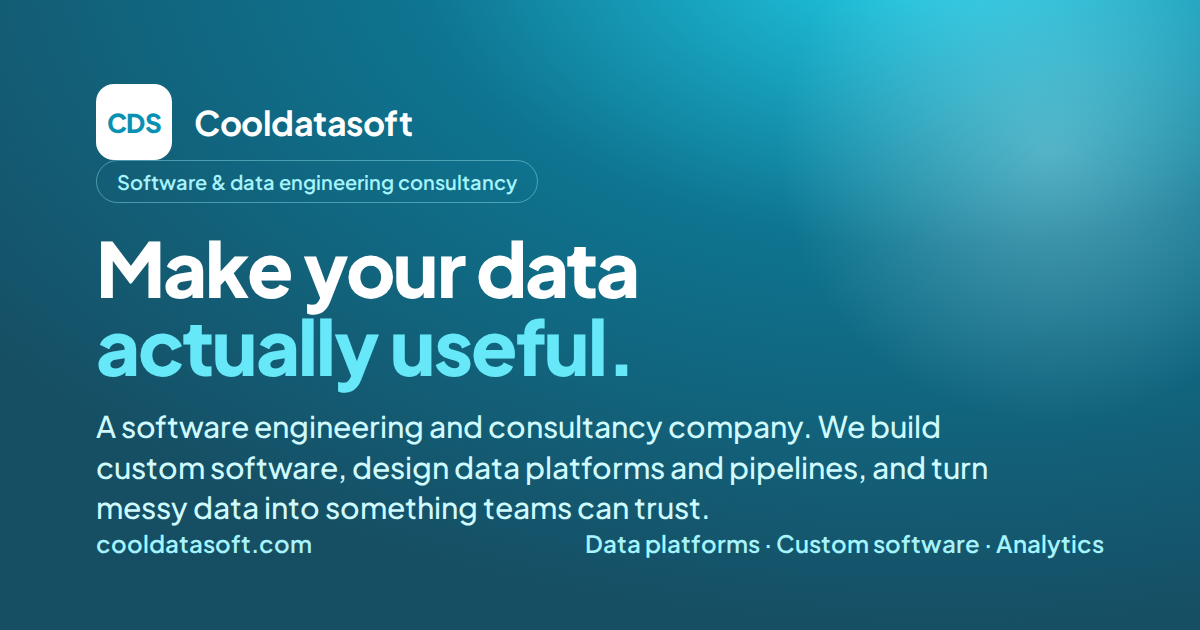 CDS
Cooldatasoft
Software & data engineering consultancy
Make your data
actually useful.
A software engineering and consultancy company. We build
custom software, design data platforms and pipelines, and turn
messy data into something teams can trust.
cooldatasoft.com
Data platforms · Custom software · Analytics